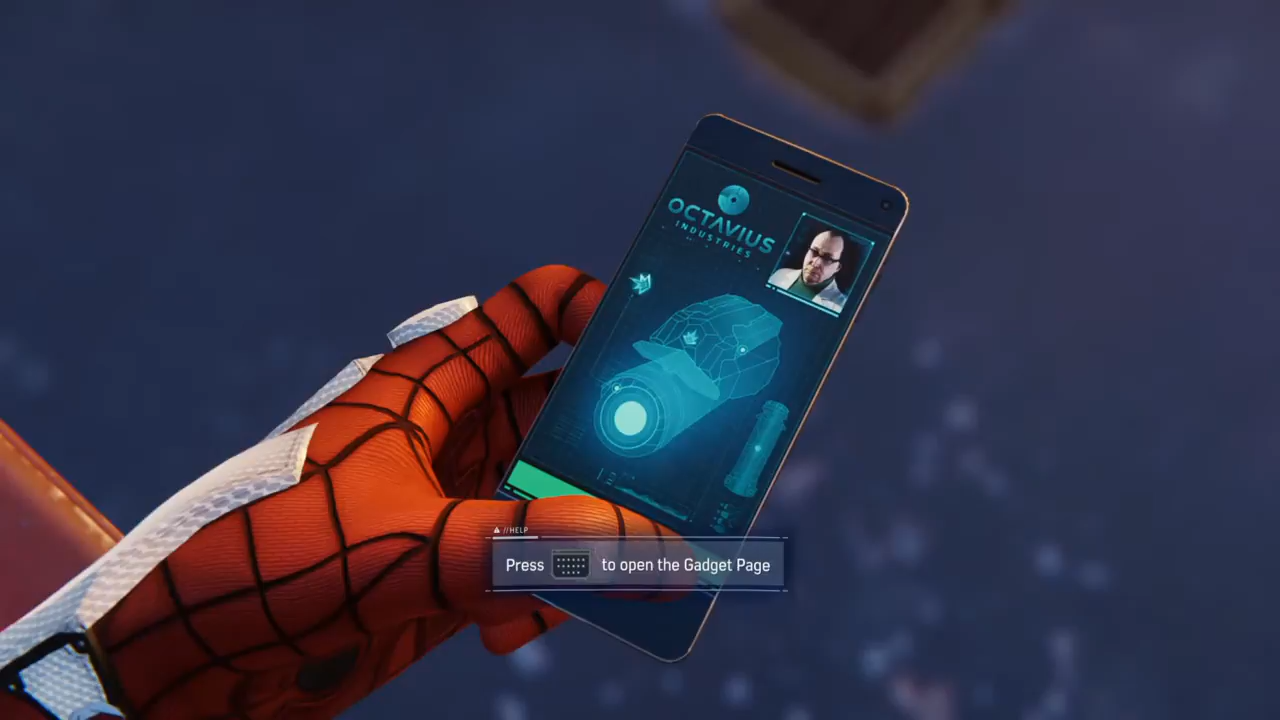 OCTAVIUS
INDUSTRIES
//HELP
Press to open the Gadget Page